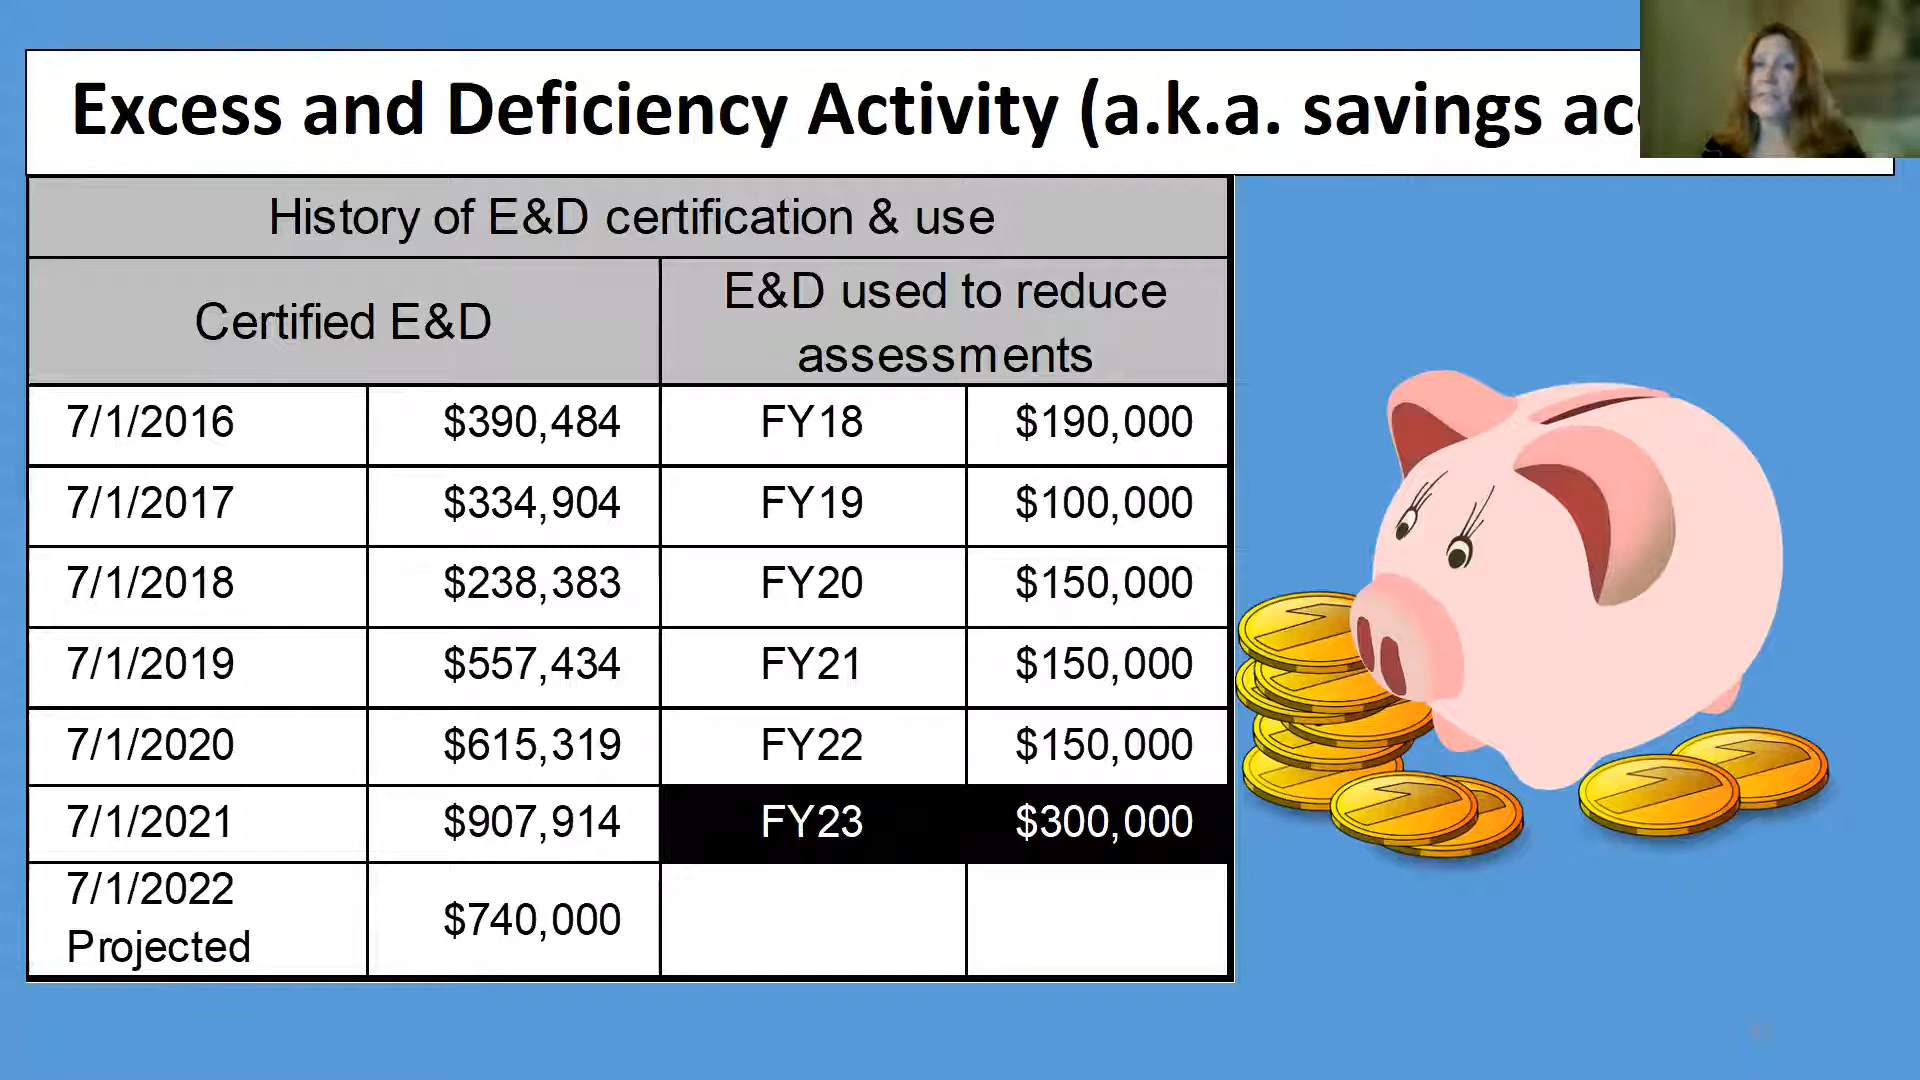 Excess and Deficiency Activity (a.k.a. savings
History of E&D certification & use
Certified E&D
E&D used to reduce
assessments
7/1/2016 $390,484 FY18 $190,000
7/1/2017 $334,904 FY19 $100,000
7/1/2018 $238,383 FY20 $150,000
7/1/2019 $557,434 FY21 $150,000
7/1/2020 $615,319 FY22 $150,000
7/1/2021 $907,914 FY23 $300,000
7/1/2022
Projected
$740,000